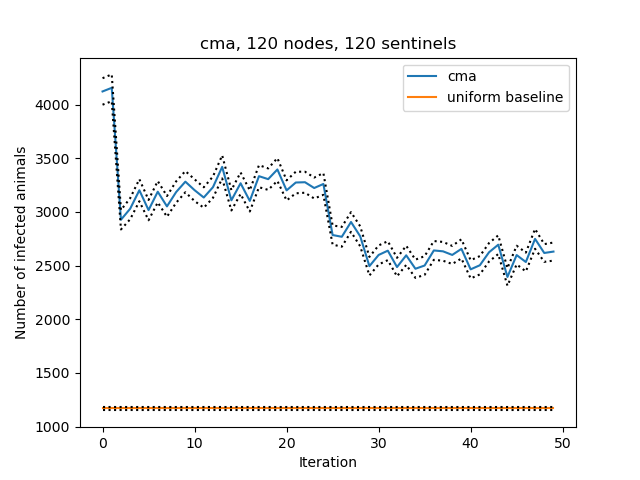 cma, 120 nodes, 120 sentinels
cma
uniform baseline
Number of infected animals
4000
3500
3000
2500
2000
1500
1000
0
10
20
30
40
50
Iteration